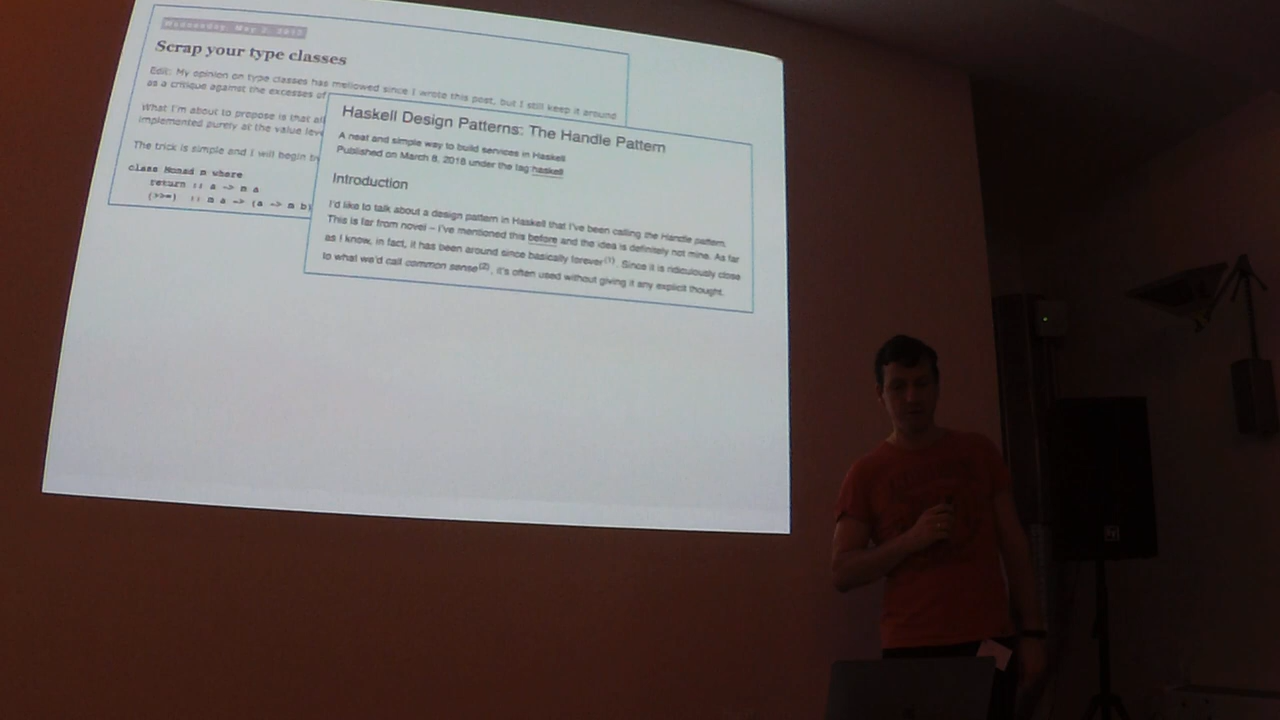 Wednesday, May 2, 2012
Scrap your type classes
Edit: My opinion on type classes has mellowed since I wrote this post, but I still keep it around
as a critique against the excesses of
What I'm about to propose is that all
implemented purely at the value leve
The trick is simple and I will begin
class Monad m where
return :: a -> m a
(>>=) :: m a -> (a -> m b)
Haskell Design Patterns: The Handle Pattern
A neat and simple way to build services in Haskell
Published on March 8, 2018 under the tag haskell
Introduction
I'd like to talk about a design pattern in Haskell that I've been calling the Handle pattern.
This is far from novel – I've mentioned this before and the idea is definitely not mine. As far
as I know, in fact, it has been around since basically forever(1). Since it is ridiculously close
to what we'd call common sense(2), it's often used without giving it any explicit thought.